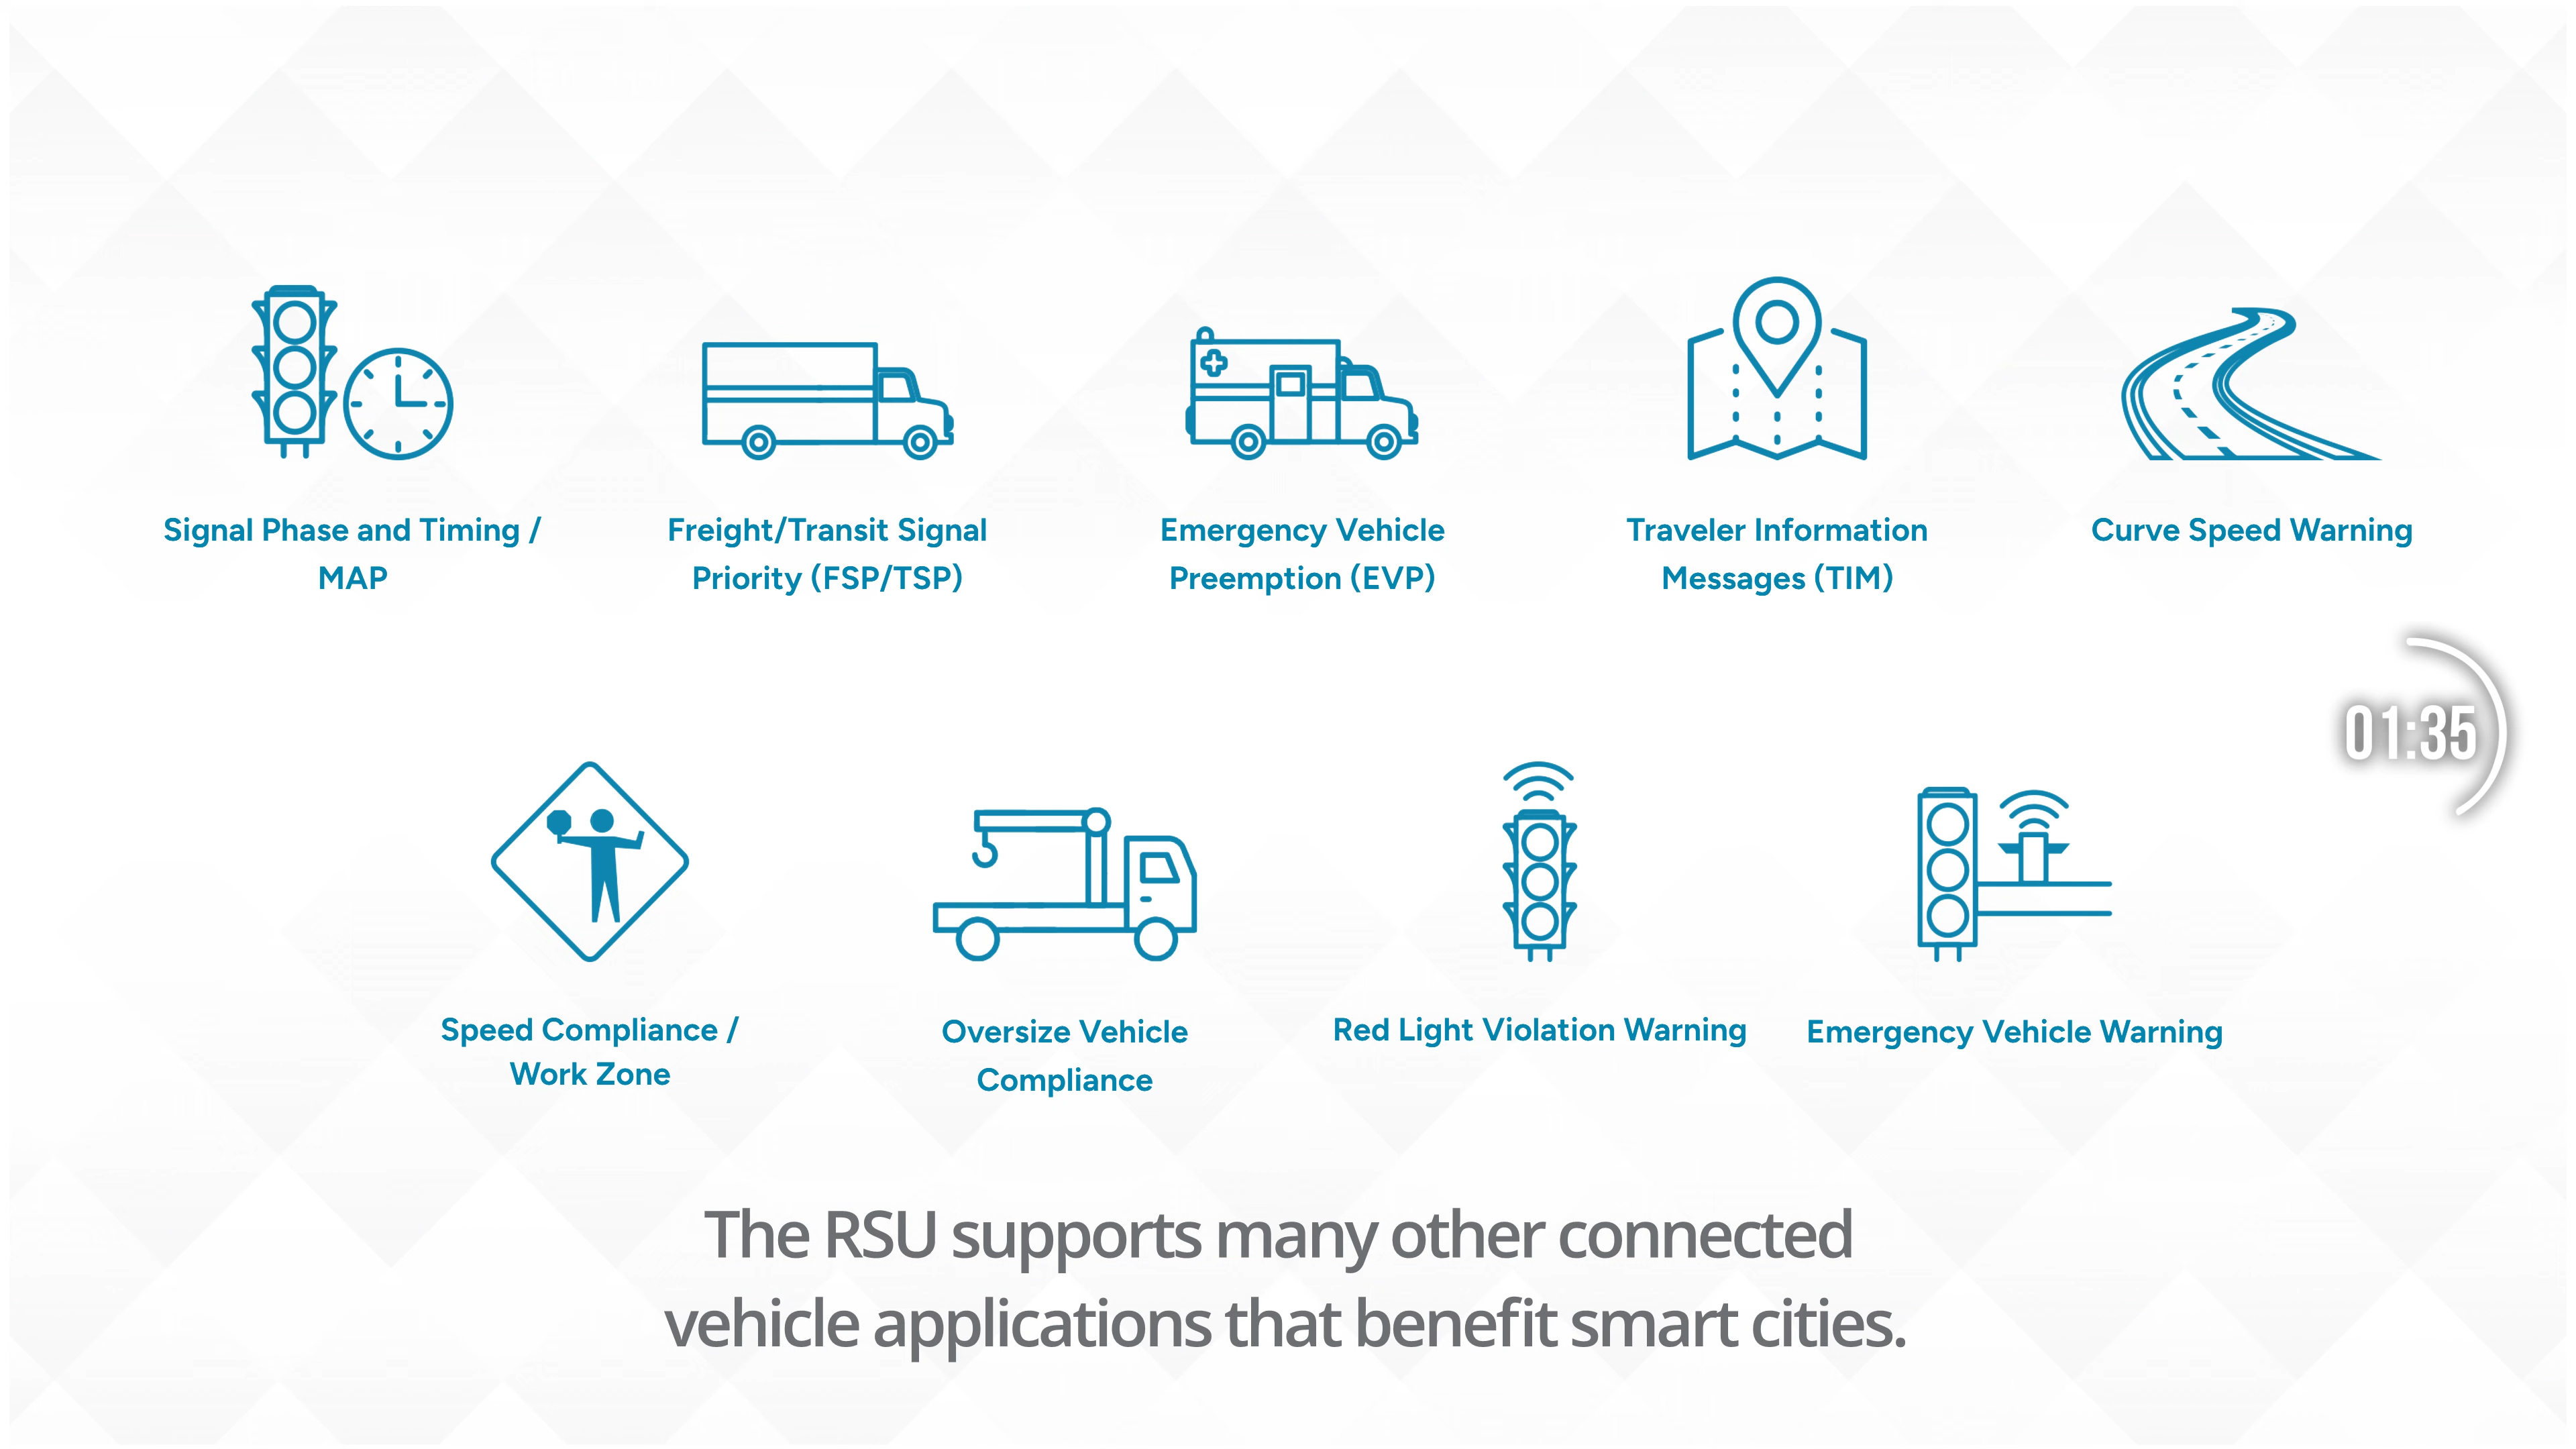 Signal Phase and Timing /
MAP
Freight/Transit Signal
Priority (FSP/TSP)
Emergency Vehicle
Preemption (EVP)
Traveler Information
Messages (TIM)
Curve Speed Warning
01:35
Speed Compliance /
Work Zone
Oversize Vehicle
Compliance
Red Light Violation Warning
Emergency Vehicle Warning
The RSU supports many other connected
vehicle applications that benefit smart cities.